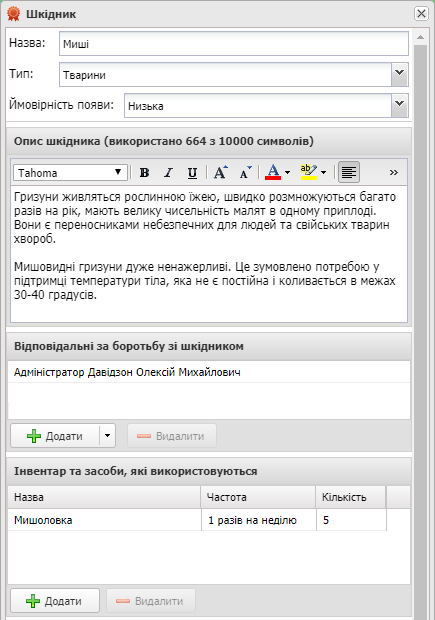 Шкідник
Назва: Миші
Тип: Тварини
Ймовірність появи: Низька
Опис шкідника (використано 664 з 10000 символів)
Tahoma B I U A A A ab »
Гризуни живляться рослинною їжею, швидко розмножуються багато
разів на рік, мають велику чисельність малят в одному приплоді.
Вони є переносниками небезпечних для людей та свійських тварин
хвороб.
Мишовидні гризуни дуже ненажерливі. Це зумовлено потребою у
підтримці температури тіла, яка не є постійна і коливається в межах
30-40 градусів.
Відповідальні за боротьбу зі шкідником
Адміністратор Давідзон Олексій Михайлович
Додати Видалити
Інвентар та засоби, які використовуються
Назва Частота Кількість
Мишоловка 1 разів на неділю 5
Додати Видалити